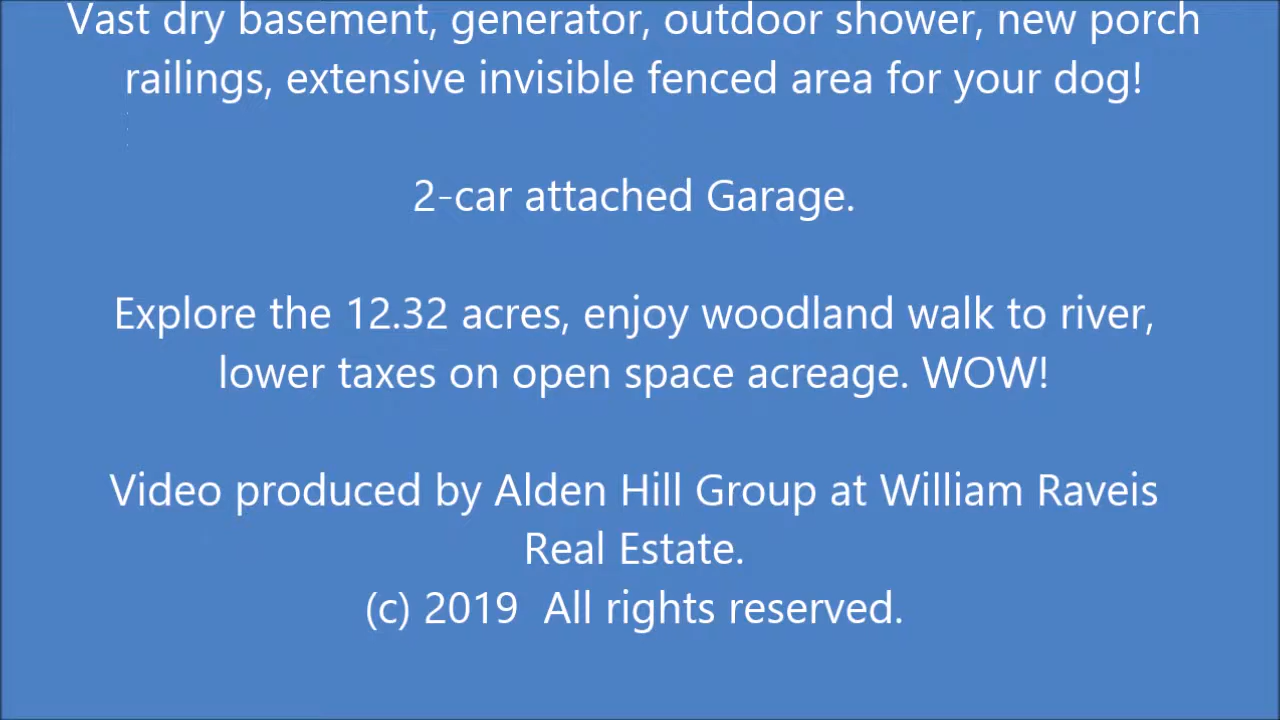 Vast dry basement, generator, outdoor shower, new porch
railings, extensive invisible fenced area for your dog!
2-car attached Garage.
Explore the 12.32 acres, enjoy woodland walk to river,
lower taxes on open space acreage. WOW!
Video produced by Alden Hill Group at William Raveis
Real Estate.
(c) 2019  All rights reserved.